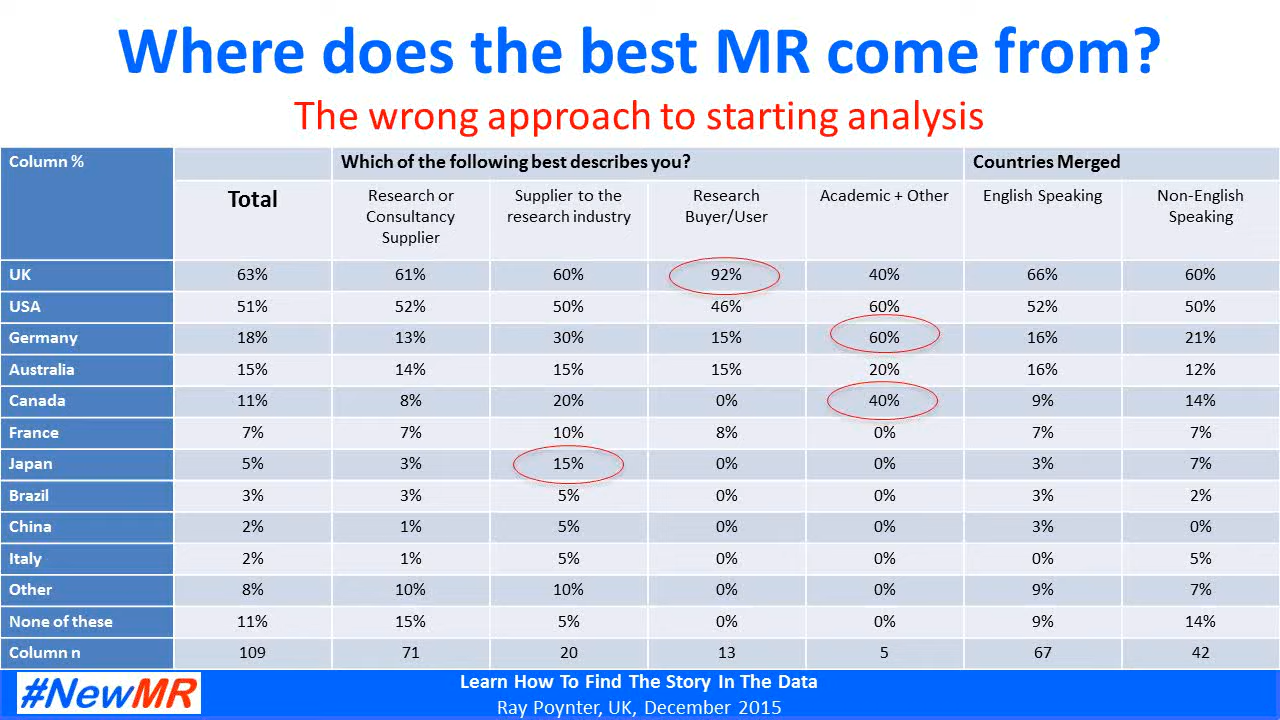 Where does the best MR come from?
The wrong approach to starting analysis
Column % Which of the following best describes you? Countries Merged
Total Research or Consultancy Supplier Supplier to the research industry Research Buyer/User Academic + Other English Speaking Non-English Speaking
UK 63% 61% 60% 92% 40% 66% 60%
USA 51% 52% 50% 46% 60% 52% 50%
Germany 18% 13% 30% 15% 60% 16% 21%
Australia 15% 14% 15% 15% 20% 16% 12%
Canada 11% 8% 20% 0% 40% 9% 14%
France 7% 7% 10% 8% 0% 7% 7%
Japan 5% 3% 15% 0% 0% 3% 7%
Brazil 3% 3% 5% 0% 0% 3% 2%
China 2% 1% 5% 0% 0% 3% 0%
Italy 2% 1% 5% 0% 0% 0% 5%
Other 8% 10% 10% 0% 0% 9% 7%
None of these 11% 15% 5% 0% 0% 9% 14%
Column n 109 71 20 13 5 67 42
#NewMR
Learn How To Find The Story In The Data
Ray Poynter, UK, December 2015